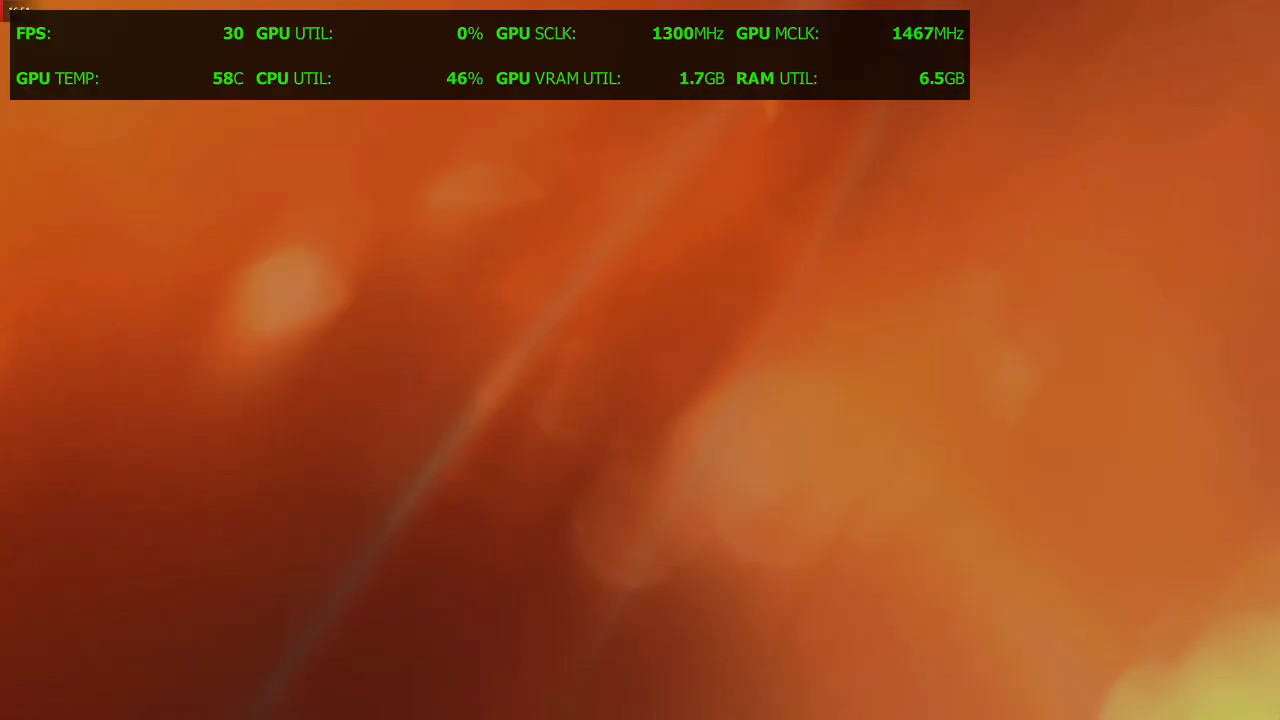 FPS: 30 GPU UTIL: 0% GPU SCLK: 1300MHz GPU MCLK: 1467MHz
GPU TEMP: 58C CPU UTIL: 46% GPU VRAM UTIL: 1.7GB RAM UTIL: 6.5GB